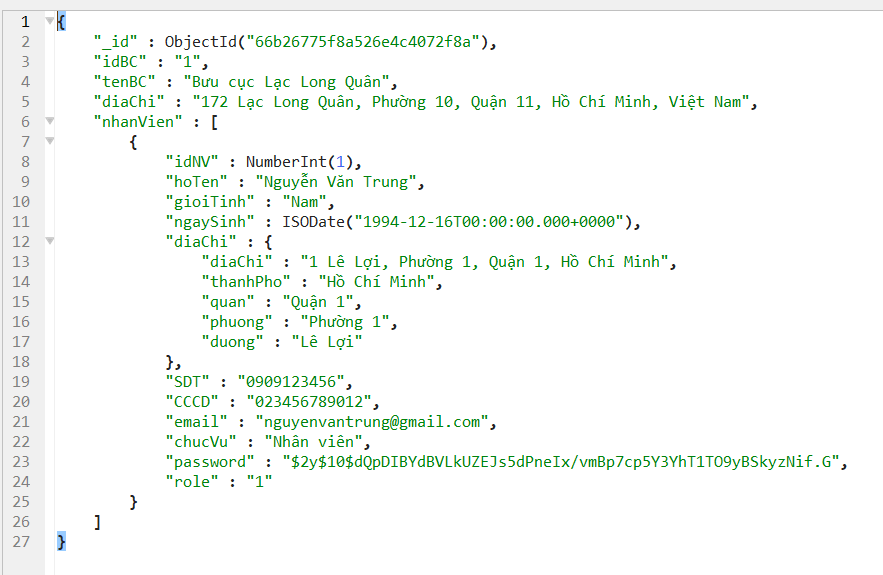 1 {
2 "_id" : ObjectId("66b26775f8a526e4c4072f8a"),
3 "idBC" : "1",
4 "tenBC" : "Bưu cục Lạc Long Quân",
5 "diaChi" : "172 Lạc Long Quân, Phường 10, Quận 11, Hồ Chí Minh, Việt Nam",
6 "nhanVien" : [
7 {
8 "idNV" : NumberInt(1),
9 "hoTen" : "Nguyễn Văn Trung",
10 "gioiTinh" : "Nam",
11 "ngaySinh" : ISODate("1994-12-16T00:00:00.000+0000"),
12 "diaChi" : {
13 "diaChi" : "1 Lê Lợi, Phường 1, Quận 1, Hồ Chí Minh",
14 "thanhPho" : "Hồ Chí Minh",
15 "quan" : "Quận 1",
16 "phuong" : "Phường 1",
17 "duong" : "Lê Lợi"
18 },
19 "SDT" : "0909123456",
20 "CCCD" : "023456789012",
21 "email" : "nguyenvantrung@gmail.com",
22 "chucVu" : "Nhân viên",
23 "password" : "$2y$10$dQpDIBYdBVLkUZEJs5dPneIx/vmBp7cp5Y3YhT1TO9yBSkyzNif.G",
24 "role" : "1"
25 }
26 ]
27 }